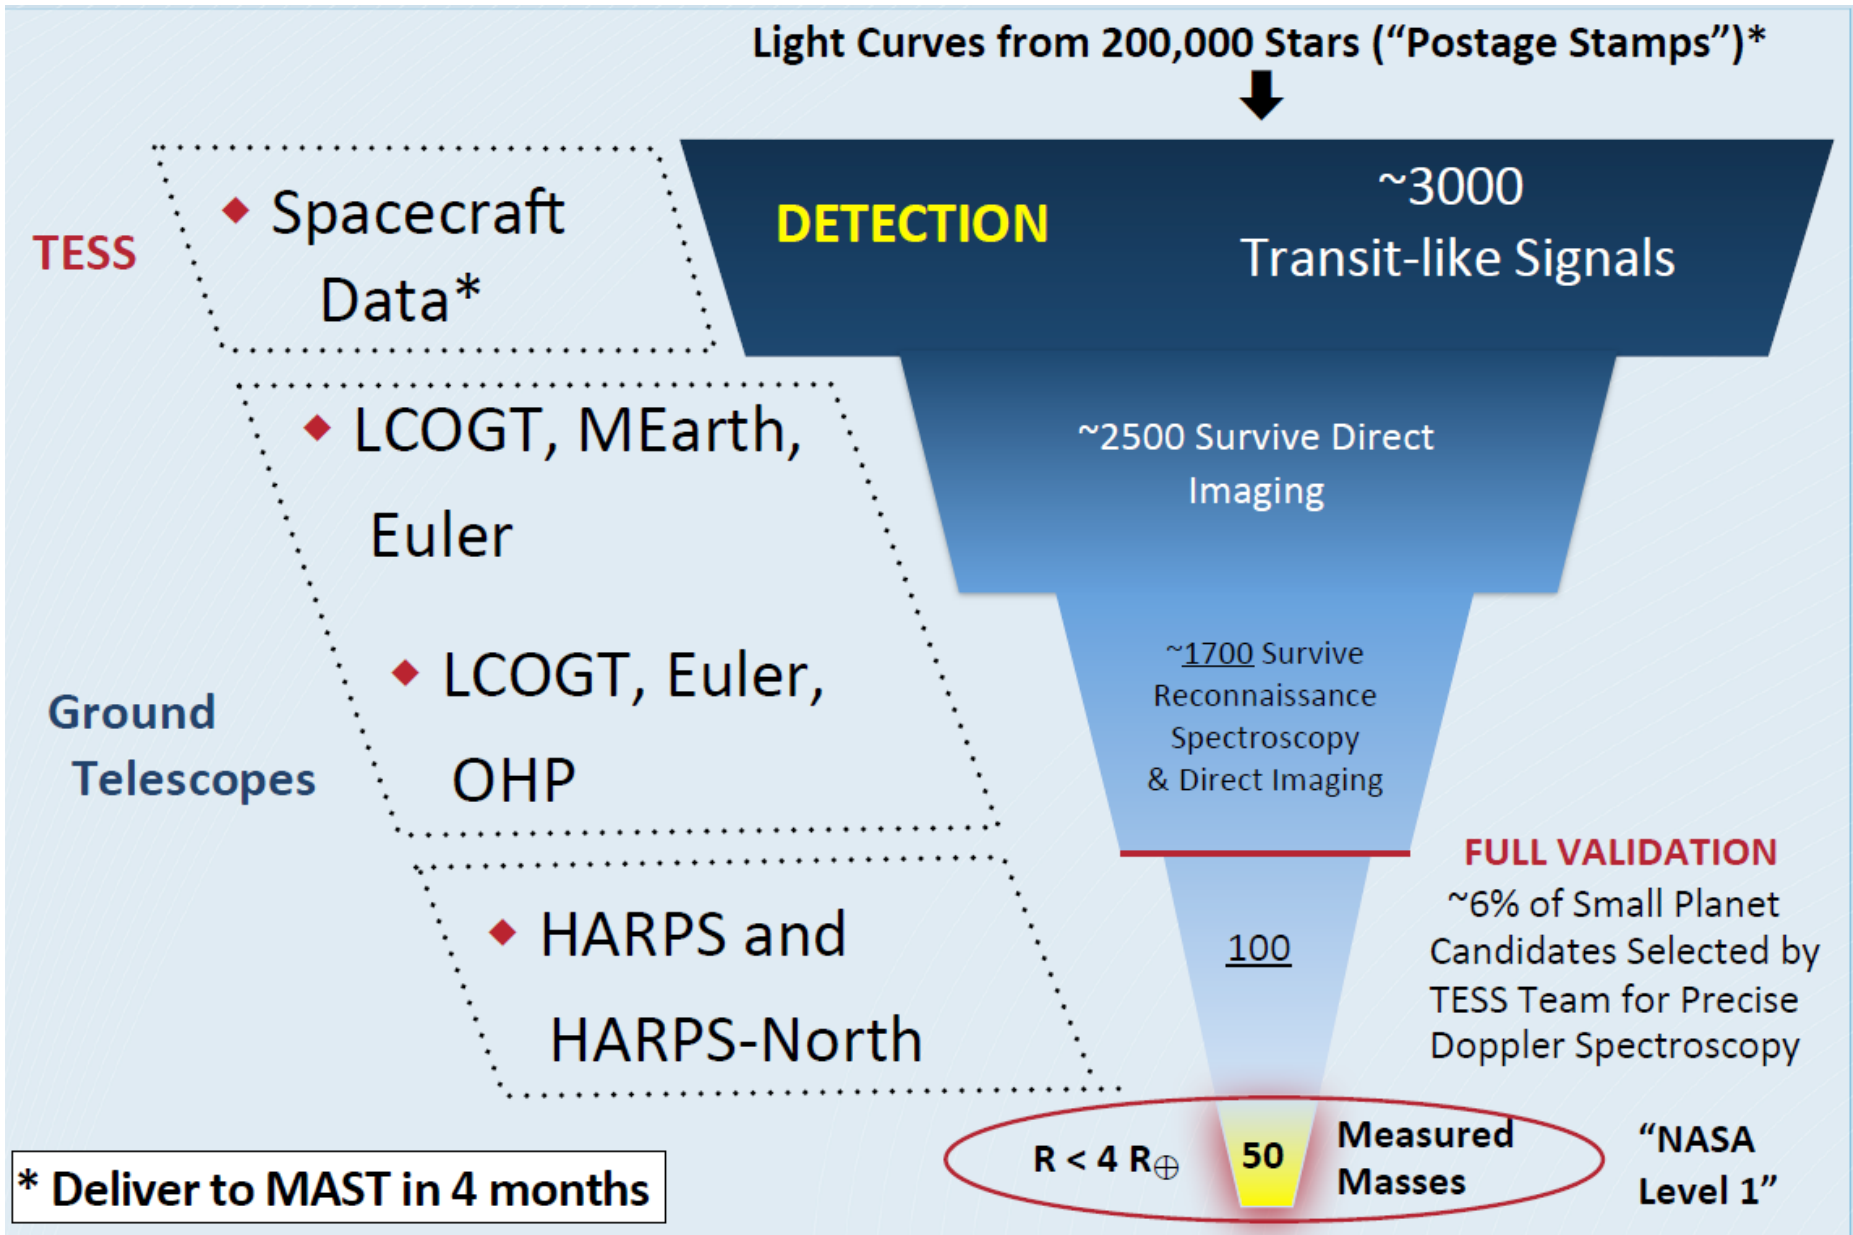 Light Curves from 200,000 Stars (“Postage Stamps”)*
TESS
◆ Spacecraft
Data*
DETECTION
~3000
Transit-like Signals
◆ LCOGT, MEarth,
Euler
~2500 Survive Direct
Imaging
Ground
Telescopes
◆ LCOGT, Euler,
OHP
~1700 Survive
Reconnaissance
Spectroscopy
& Direct Imaging
◆ HARPS and
HARPS-North
100
FULL VALIDATION
~6% of Small Planet
Candidates Selected by
TESS Team for Precise
Doppler Spectroscopy
R < 4 R⊕
50
Measured
Masses
“NASA
Level 1”
* Deliver to MAST in 4 months